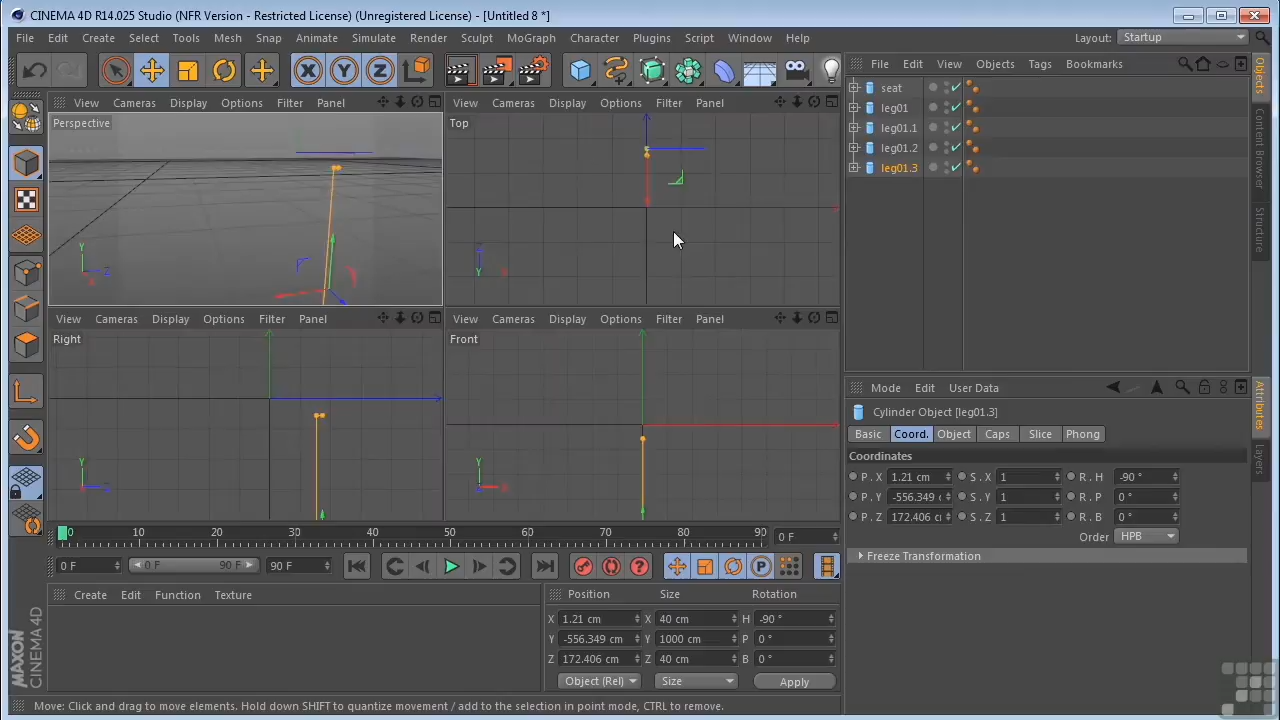 CINEMA 4D R14.025 Studio (NFR Version - Restricted License) (Unregistered License) - [Untitled 8 *]
File Edit Create Select Tools Mesh Snap Animate Simulate Render Sculpt MoGraph Character Plugins Script Window Help Layout: Startup
X Y Z
File Edit View Objects Tags Bookmarks
View Cameras Display Options Filter Panel
View Cameras Display Options Filter Panel
Perspective
Top
seat
leg01
leg01.1
leg01.2
leg01.3
Objects
Content Browser
Structure
Y Z X
Y
View Cameras Display Options Filter Panel
View Cameras Display Options Filter Panel
Right
Front
Y
Y
Mode Edit User Data
Cylinder Object [leg01.3]
Basic Coord. Object Caps Slice Phong
Coordinates
P . X 1.21 cm S . X 1 R . H -90 °
P . Y -556.349 S . Y 1 R . P 0 °
P . Z 172.406 S . Z 1 R . B 0 °
Order HPB
Freeze Transformation
Attributes
Layers
0 10 20 30 40 50 60 70 80 90 0 F
0 F 0 F 90 F 90 F
P
Create Edit Function Texture
Position Size Rotation
X 1.21 cm X 40 cm H -90 °
Y -556.349 cm Y 1000 cm P 0 °
Z 172.406 cm Z 40 cm B 0 °
Object (Rel) Size Apply
MAXON CINEMA 4D
Move: Click and drag to move elements. Hold down SHIFT to quantize movement / add to the selection in point mode, CTRL to remove.